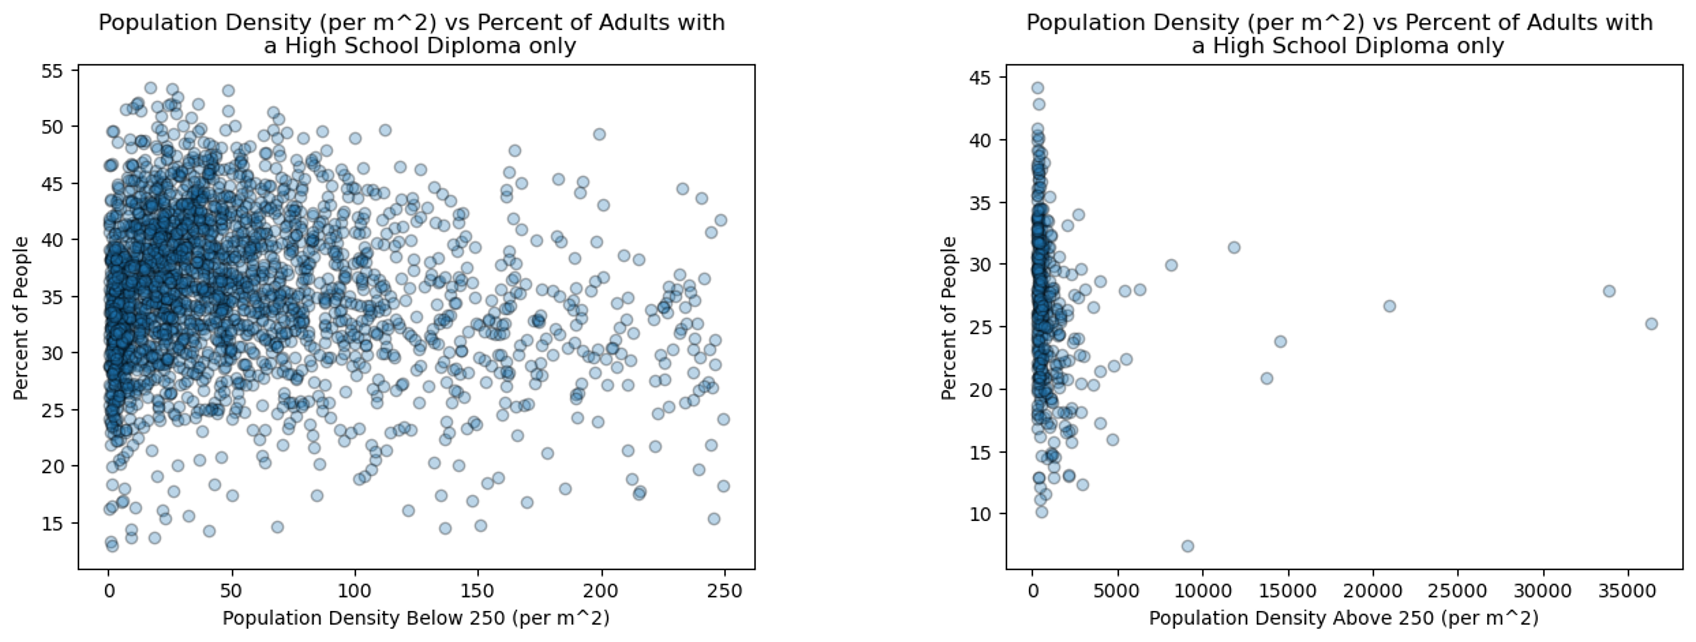 Population Density (per m^2) vs Percent of Adults with
a High School Diploma only
55
50
45
40
35
30
25
20
15
Percent of People
0 50 100 150 200 250
Population Density Below 250 (per m^2)
Population Density (per m^2) vs Percent of Adults with
a High School Diploma only
45
40
35
30
25
20
15
10
Percent of People
0 5000 10000 15000 20000 25000 30000 35000
Population Density Above 250 (per m^2)